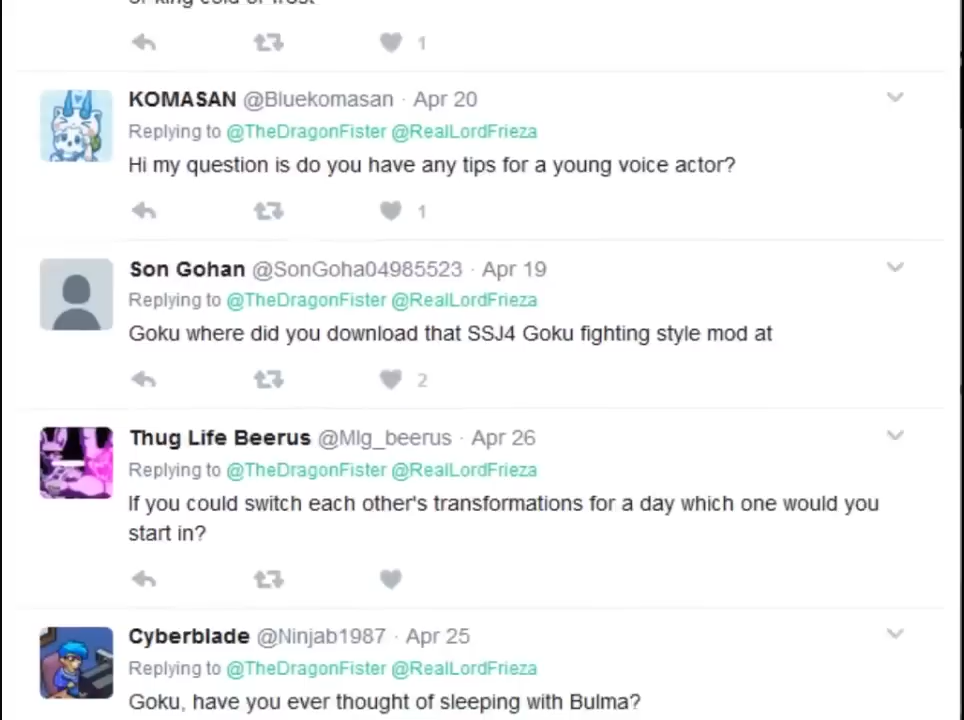 KOMASAN @Bluekomasan · Apr 20
Replying to @TheDragonFister @RealLordFrieza
Hi my question is do you have any tips for a young voice actor?
1
Son Gohan @SonGoha04985523 · Apr 19
Replying to @TheDragonFister @RealLordFrieza
Goku where did you download that SSJ4 Goku fighting style mod at
2
Thug Life Beerus @Mlg_beerus · Apr 26
Replying to @TheDragonFister @RealLordFrieza
If you could switch each other's transformations for a day which one would you
start in?
Cyberblade @Ninjab1987 · Apr 25
Replying to @TheDragonFister @RealLordFrieza
Goku, have you ever thought of sleeping with Bulma?